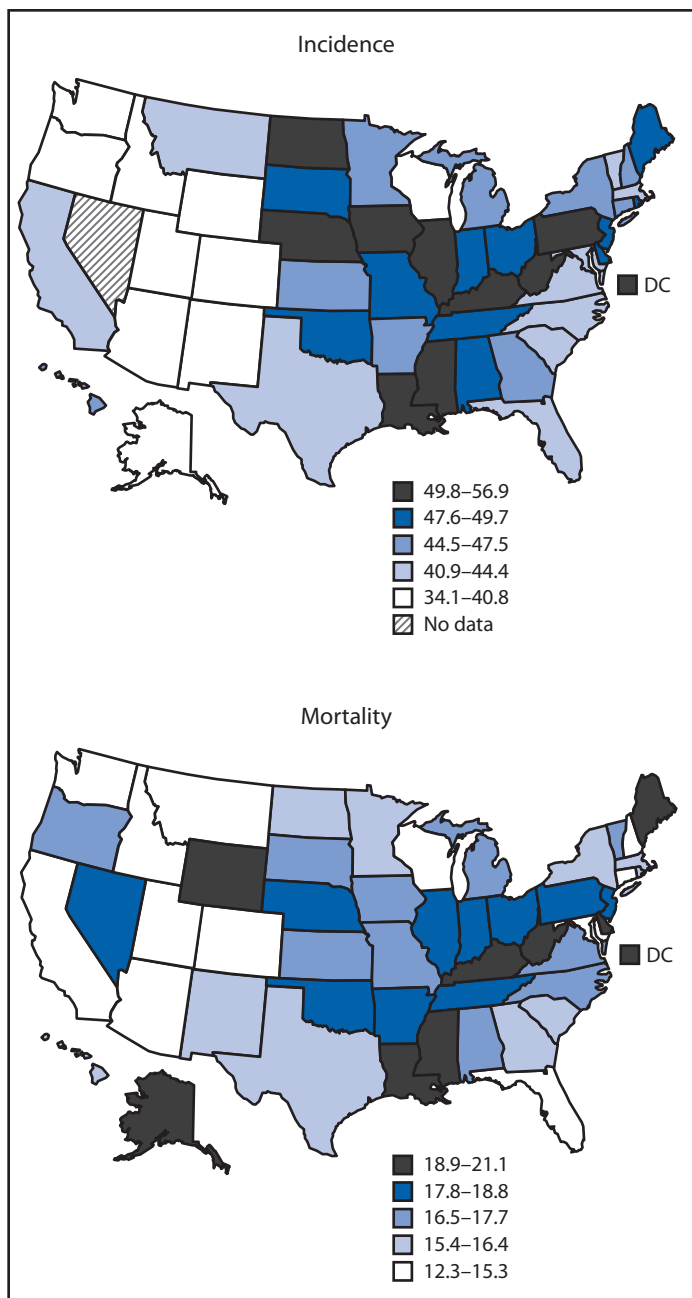 Incidence
DC
49.8–56.9
47.6–49.7
44.5–47.5
40.9–44.4
34.1–40.8
No data
Mortality
DC
18.9–21.1
17.8–18.8
16.5–17.7
15.4–16.4
12.3–15.3